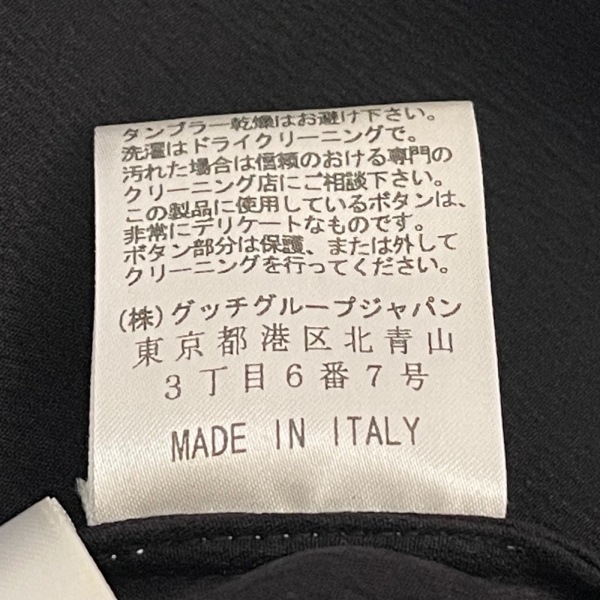 タンブラー乾燥はお避け下さい。
洗濯はドライクリーニングで。
汚れた場合は信頼のおける専門の
クリーニング店にご相談下さい。
この製品に使用しているボタンは、
非常にデリケートなものです。
ボタン部分は保護、または外して
クリーニングを行ってください。
(株)グッチグループジャパン
東京都港区北青山
3丁目6番7号
MADE IN ITALY